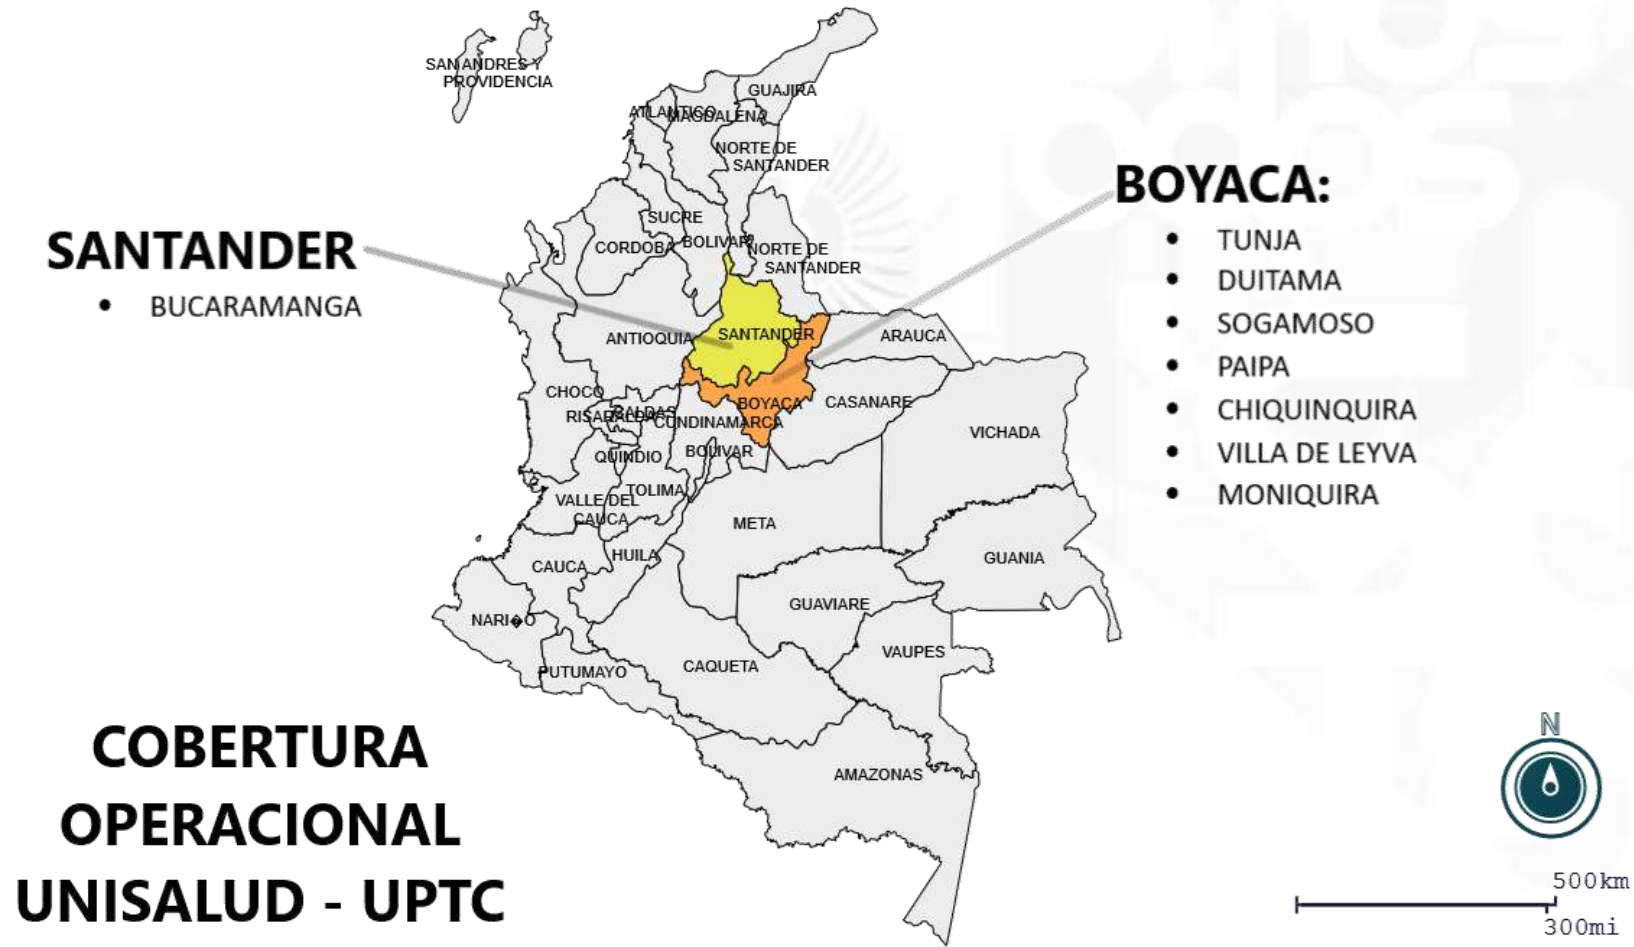 SAN ANDRES Y
PROVIDENCIA
GUAJIRA
ATLANTICO
MAGDALENA
NORTE DE
SANTANDER
SUCRE
CORDOBA
BOLIVAR
NORTE DE
SANTANDER
SANTANDER
ANTIOQUIA
ARAUCA
CHOCO
BOYACA
CASANARE
RISARALDA
CALDAS
CUNDINAMARCA
VICHADA
QUINDIO
BOLIVAR
TOLIMA
VALLE DEL
CAUCA
META
HUILA
CAUCA
GUANIA
GUAVIARE
NARI�O
VAUPES
PUTUMAYO
CAQUETA
AMAZONAS
SANTANDER
• BUCARAMANGA
BOYACA:
• TUNJA
• DUITAMA
• SOGAMOSO
• PAIPA
• CHIQUINQUIRA
• VILLA DE LEYVA
• MONIQUIRA
COBERTURA
OPERACIONAL
UNISALUD - UPTC
N
500km
300mi